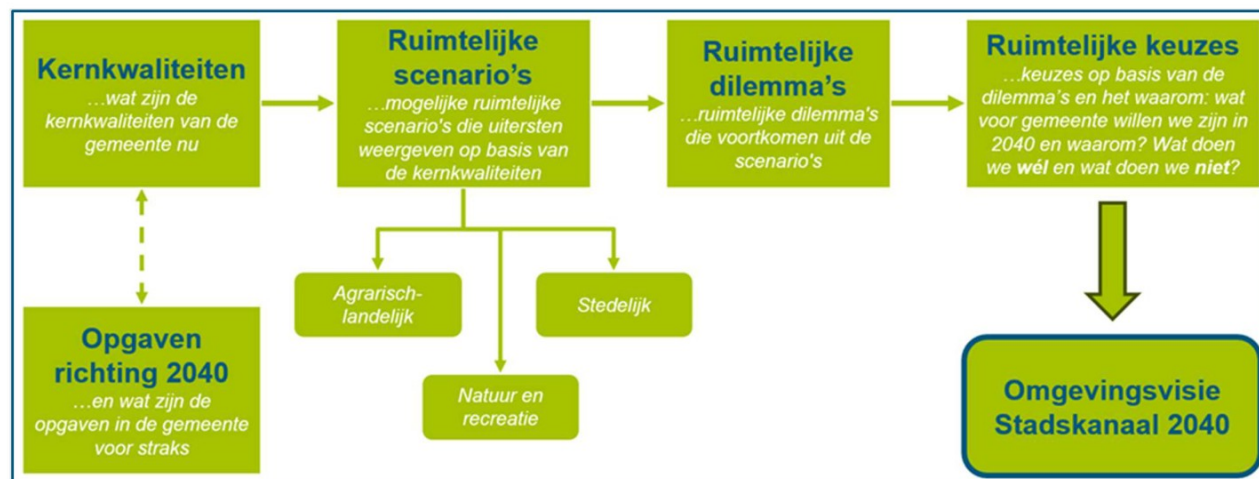 Kernkwaliteiten
…wat zijn de
kernkwaliteiten van de
gemeente nu
Ruimtelijke
scenario's
…mogelijke ruimtelijke
scenario's die uitersten
weergeven op basis van
de kernkwaliteiten
Ruimtelijke
dilemma's
…ruimtelijke dilemma's
die voortkomen uit de
scenario's
Ruimtelijke keuzes
…keuzes op basis van de
dilemma's en het waarom: wat
voor gemeente willen we zijn in
2040 en waarom? Wat doen
we wél en wat doen we niet?
Agrarisch-
landelijk
Stedelijk
Natuur en
recreatie
Opgaven
richting 2040
…en wat zijn de
opgaven in de gemeente
voor straks
Omgevingsvisie
Stadskanaal 2040